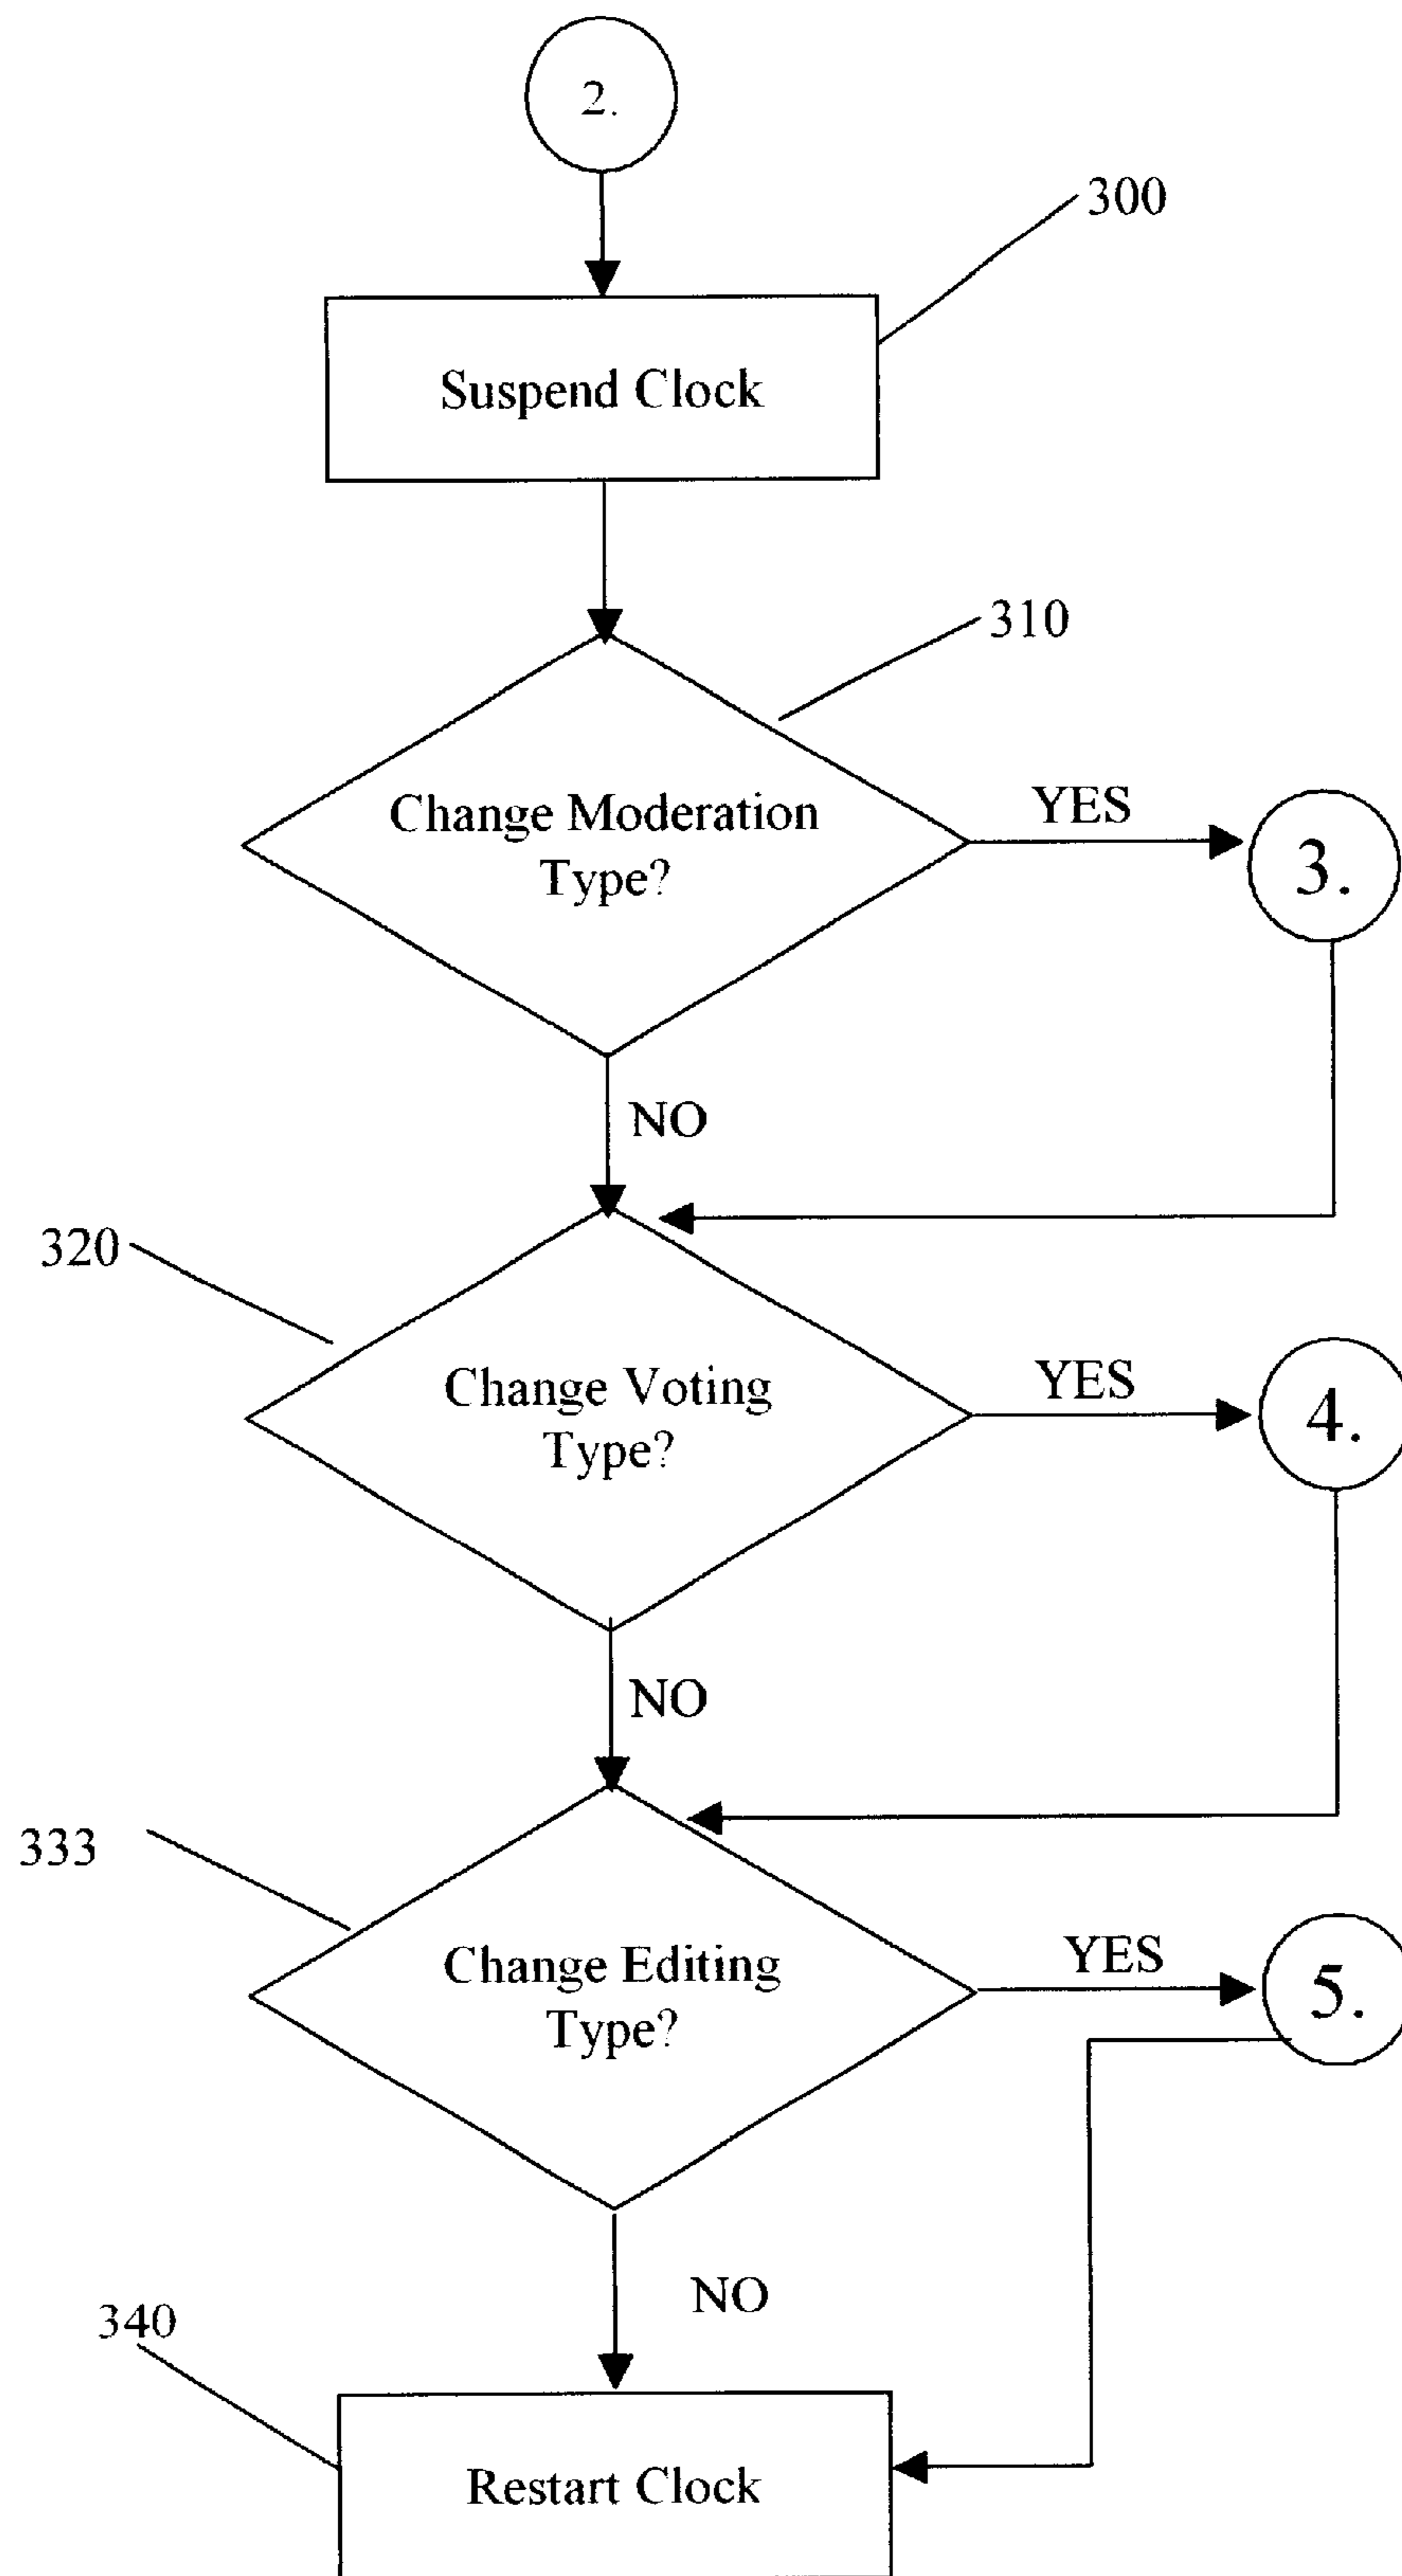 2.
300
Suspend Clock
310
Change Moderation
Type?
YES
3.
NO
320
Change Voting
Type?
YES
4.
NO
333
Change Editing
Type?
YES
5.
NO
340
Restart Clock